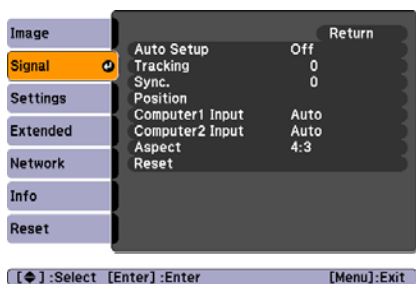 Image
Signal
Settings
Extended
Network
Info
Reset
Return
Auto Setup Off
Tracking 0
Sync. 0
Position
Computer1 Input Auto
Computer2 Input Auto
Aspect 4:3
Reset
[ ] :Select [Enter] :Enter [Menu]:Exit